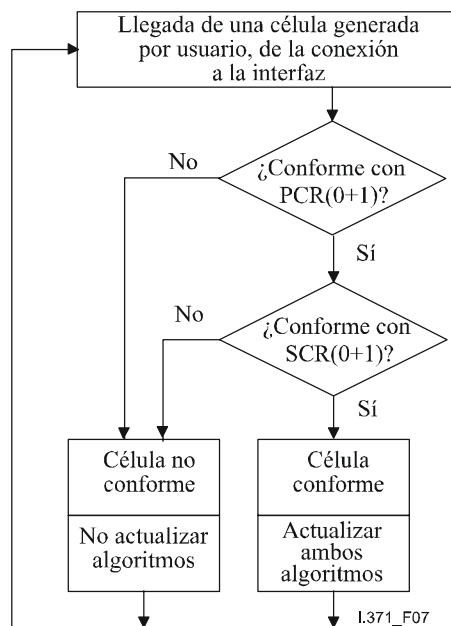 Llegada de una célula generada
por usuario, de la conexión
a la interfaz
No
¿Conforme con
PCR(0+1)?
Sí
No
¿Conforme con
SCR(0+1)?
Sí
Célula no
conforme
No actualizar
algoritmos
Célula
conforme
Actualizar
ambos
algoritmos
I.371_F07